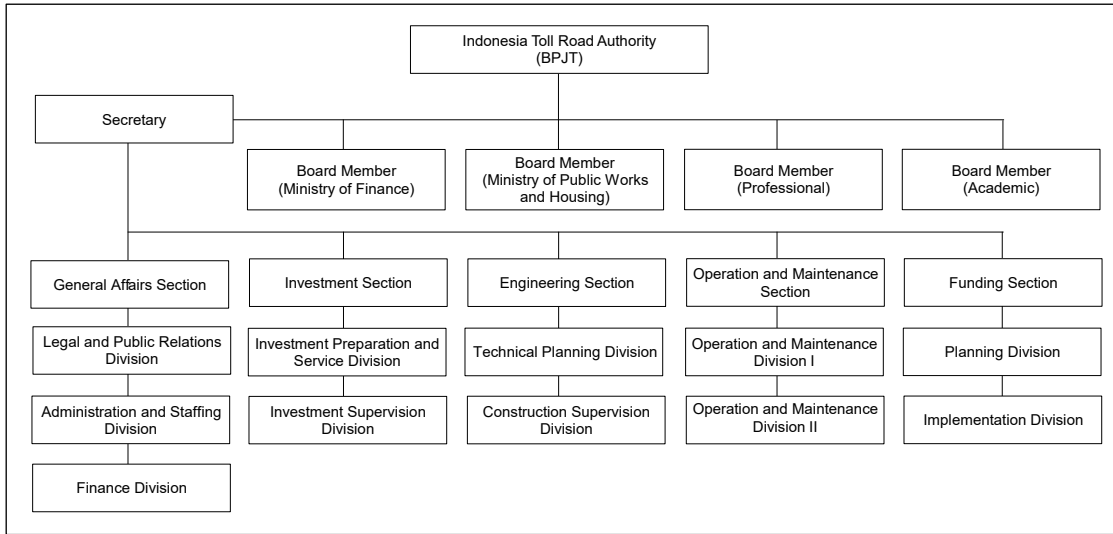 Indonesia Toll Road Authority
(BPJT)
Secretary
Board Member
(Ministry of Finance)
Board Member
(Ministry of Public Works
and Housing)
Board Member
(Professional)
Board Member
(Academic)
General Affairs Section
Investment Section
Engineering Section
Operation and Maintenance
Section
Funding Section
Legal and Public Relations
Division
Investment Preparation and
Service Division
Technical Planning Division
Operation and Maintenance
Division I
Planning Division
Administration and Staffing
Division
Investment Supervision
Division
Construction Supervision
Division
Operation and Maintenance
Division II
Implementation Division
Finance Division